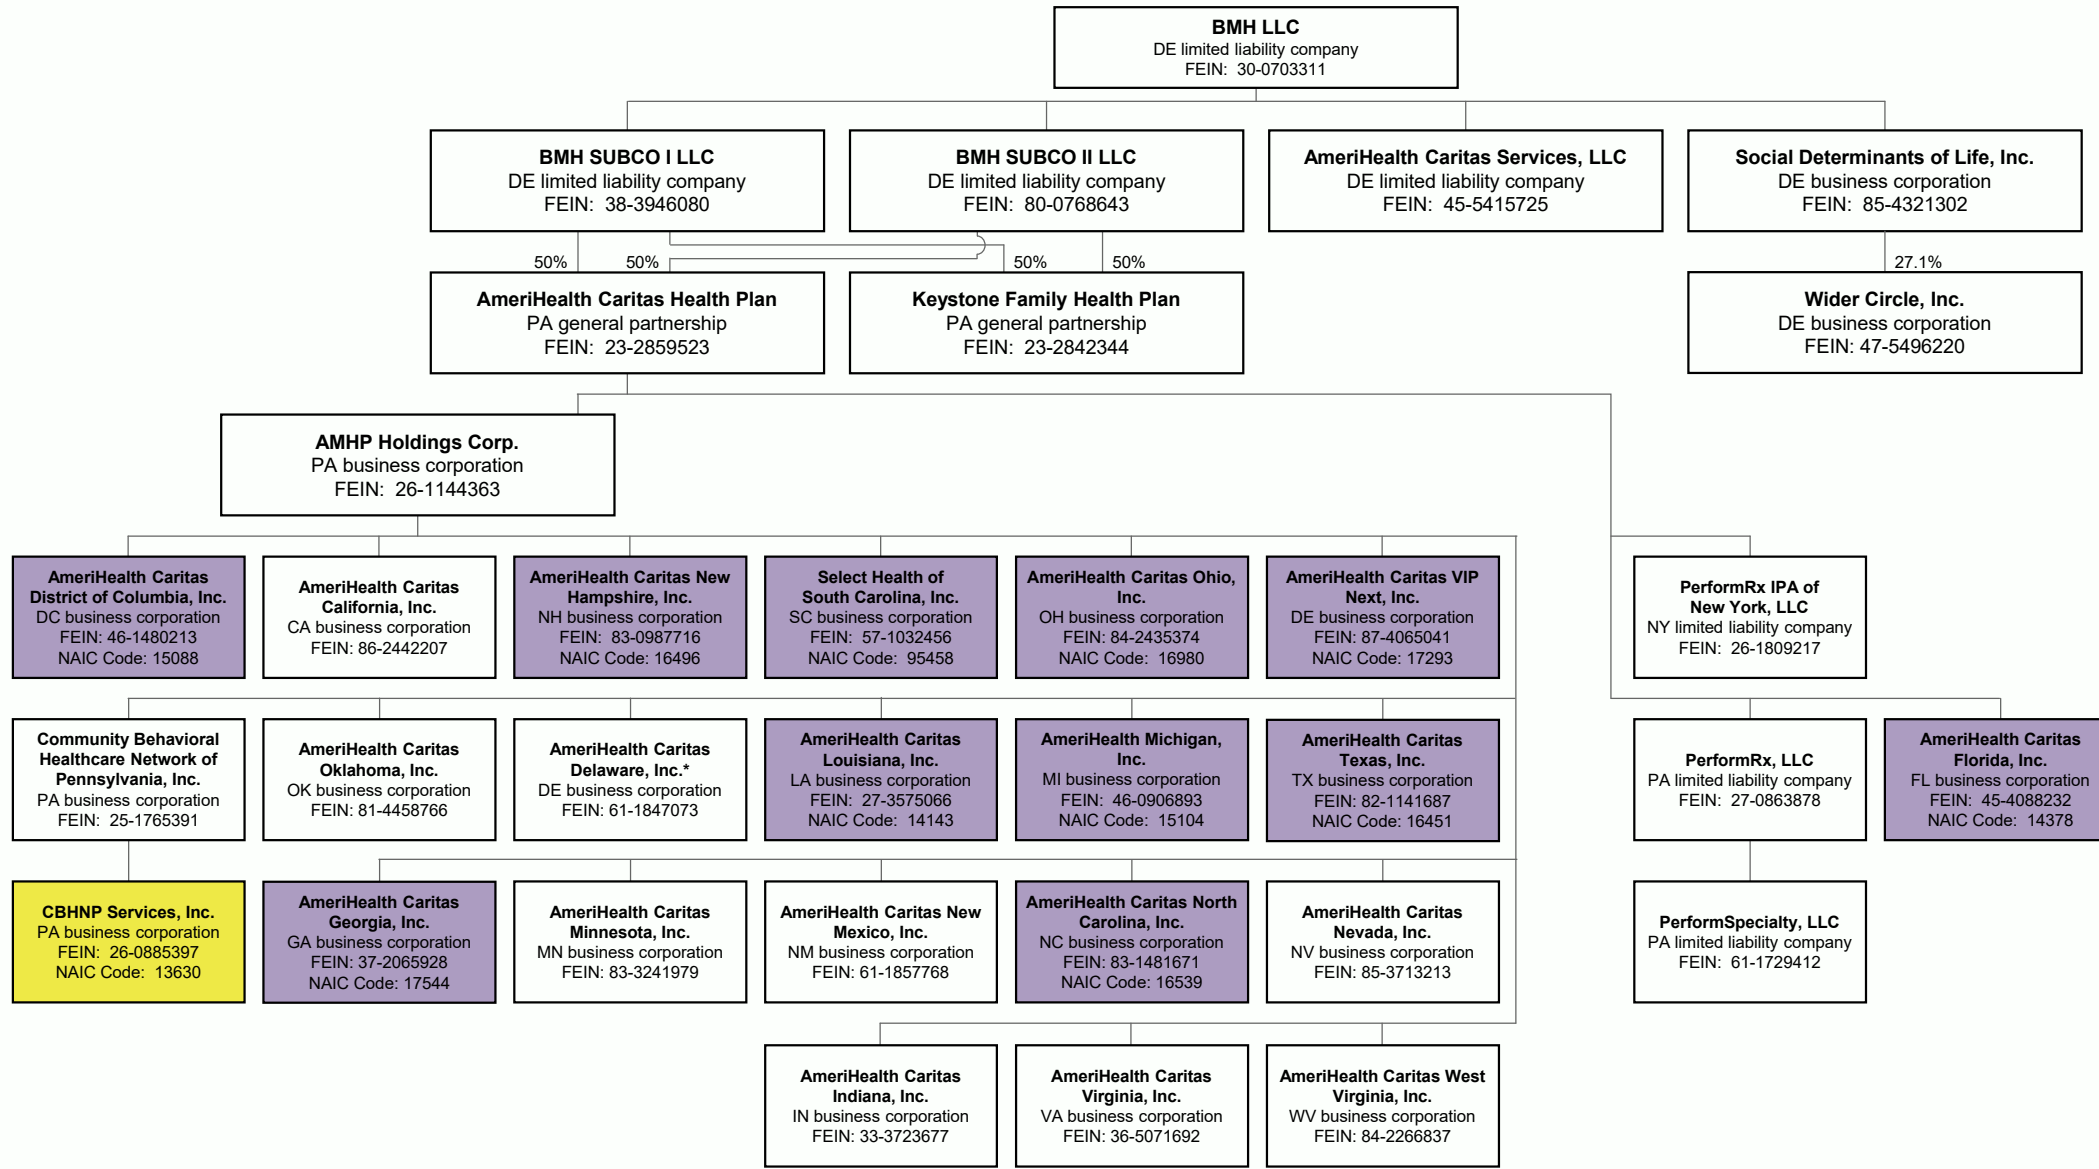 BMH LLC
DE limited liability company
FEIN: 30-0703311
BMH SUBCO I LLC
DE limited liability company
FEIN: 38-3946080
BMH SUBCO II LLC
DE limited liability company
FEIN: 80-0768643
AmeriHealth Caritas Services, LLC
DE limited liability company
FEIN: 45-5415725
Social Determinants of Life, Inc.
DE business corporation
FEIN: 85-4321302
50%
50%
50%
50%
27.1%
AmeriHealth Caritas Health Plan
PA general partnership
FEIN: 23-2859523
Keystone Family Health Plan
PA general partnership
FEIN: 23-2842344
Wider Circle, Inc.
DE business corporation
FEIN: 47-5496220
AMHP Holdings Corp.
PA business corporation
FEIN: 26-1144363
AmeriHealth Caritas
District of Columbia, Inc.
DC business corporation
FEIN: 46-1480213
NAIC Code: 15088
AmeriHealth Caritas
California, Inc.
CA business corporation
FEIN: 86-2442207
AmeriHealth Caritas New
Hampshire, Inc.
NH business corporation
FEIN: 83-0987716
NAIC Code: 16496
Select Health of
South Carolina, Inc.
SC business corporation
FEIN: 57-1032456
NAIC Code: 95458
AmeriHealth Caritas Ohio,
Inc.
OH business corporation
FEIN: 84-2435374
NAIC Code: 16980
AmeriHealth Caritas VIP
Next, Inc.
DE business corporation
FEIN: 87-4065041
NAIC Code: 17293
PerformRx IPA of
New York, LLC
NY limited liability company
FEIN: 26-1809217
Community Behavioral
Healthcare Network of
Pennsylvania, Inc.
PA business corporation
FEIN: 25-1765391
AmeriHealth Caritas
Oklahoma, Inc.
OK business corporation
FEIN: 81-4458766
AmeriHealth Caritas
Delaware, Inc.*
DE business corporation
FEIN: 61-1847073
AmeriHealth Caritas
Louisiana, Inc.
LA business corporation
FEIN: 27-3575066
NAIC Code: 14143
AmeriHealth Michigan,
Inc.
MI business corporation
FEIN: 46-0906893
NAIC Code: 15104
AmeriHealth Caritas
Texas, Inc.
TX business corporation
FEIN: 82-1141687
NAIC Code: 16451
PerformRx, LLC
PA limited liability company
FEIN: 27-0863878
AmeriHealth Caritas
Florida, Inc.
FL business corporation
FEIN: 45-4088232
NAIC Code: 14378
CBHNP Services, Inc.
PA business corporation
FEIN: 26-0885397
NAIC Code: 13630
AmeriHealth Caritas
Georgia, Inc.
GA business corporation
FEIN: 37-2065928
NAIC Code: 17544
AmeriHealth Caritas
Minnesota, Inc.
MN business corporation
FEIN: 83-3241979
AmeriHealth Caritas New
Mexico, Inc.
NM business corporation
FEIN: 61-1857768
AmeriHealth Caritas North
Carolina, Inc.
NC business corporation
FEIN: 83-1481671
NAIC Code: 16539
AmeriHealth Caritas
Nevada, Inc.
NV business corporation
FEIN: 85-3713213
PerformSpecialty, LLC
PA limited liability company
FEIN: 61-1729412
AmeriHealth Caritas
Indiana, Inc.
IN business corporation
FEIN: 33-3723677
AmeriHealth Caritas
Virginia, Inc.
VA business corporation
FEIN: 36-5071692
AmeriHealth Caritas West
Virginia, Inc.
WV business corporation
FEIN: 84-2266837